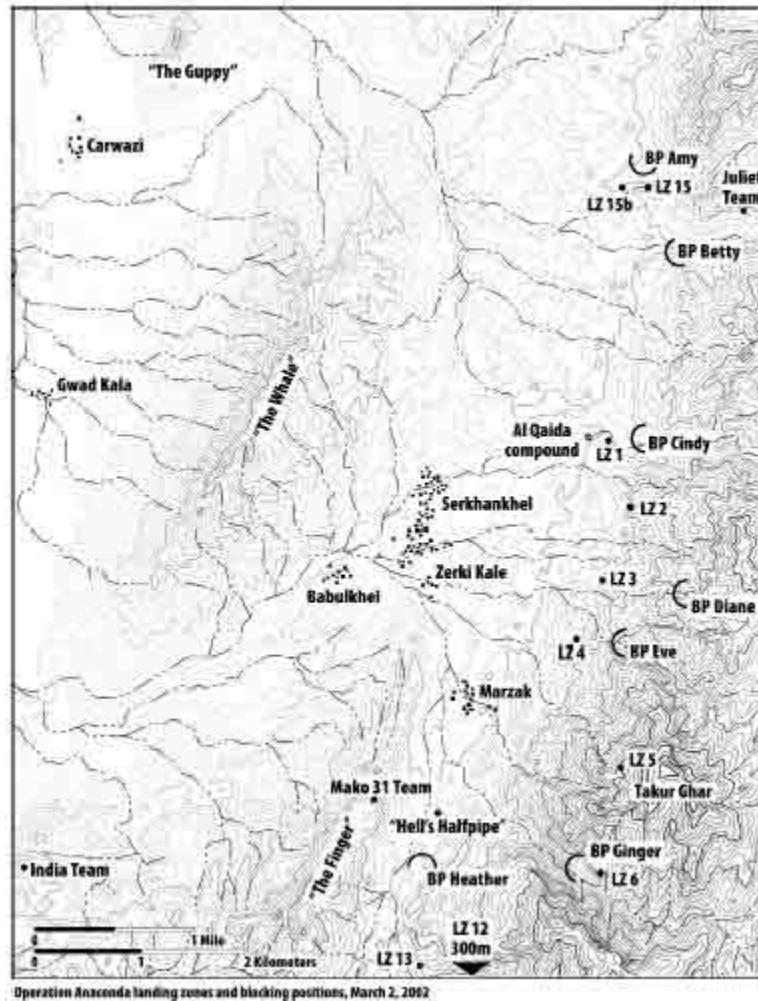 "The Guppy"
Carwazi
BP Amy
LZ 15b
LZ 15
Juliet
Team
BP Betty
Gwad Kala
"The Whale"
Al Qaida
compound
LZ 1
BP Cindy
Serkhankhel
LZ 2
Zerki Kale
LZ 3
Babulkhel
BP Diane
LZ 4
BP Eve
Marzak
LZ 5
Mako 31 Team
Takur Ghar
"Hell's Halfpipe"
"The Finger"
India Team
BP Heather
BP Ginger
LZ 6
0 1 Mile
0 1 2 Kilometers
LZ 13
LZ 12
300m
Operation Anaconda landing zones and blocking positions, March 2, 2002